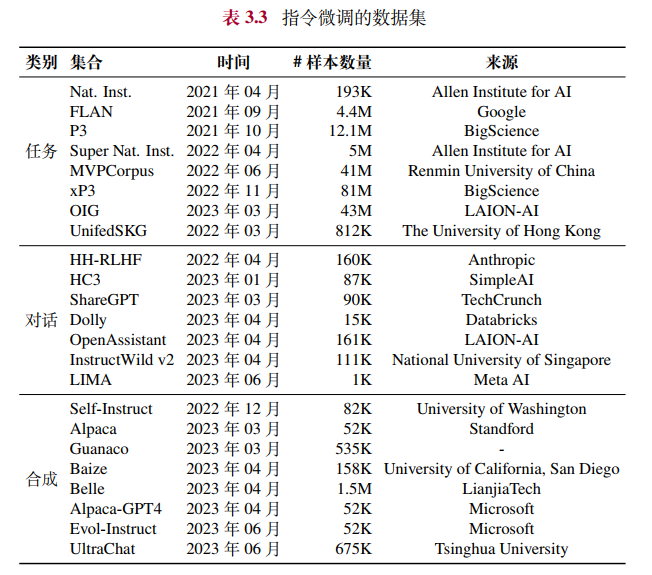 表 3.3 指令微调的数据集
类别 集合 时间 # 样本数量 来源
Nat. Inst. 2021 年 04 月 193K Allen Institute for AI
FLAN 2021 年 09 月 4.4M Google
P3 2021 年 10 月 12.1M BigScience
任务 Super Nat. Inst. 2022 年 04 月 5M Allen Institute for AI
MVPCorpus 2022 年 06 月 41M Renmin University of China
xP3 2022 年 11 月 81M BigScience
OIG 2023 年 03 月 43M LAION-AI
UnifedSKG 2022 年 03 月 812K The University of Hong Kong
HH-RLHF 2022 年 04 月 160K Anthropic
HC3 2023 年 01 月 87K SimpleAI
ShareGPT 2023 年 03 月 90K TechCrunch
对话 Dolly 2023 年 04 月 15K Databricks
OpenAssistant 2023 年 04 月 161K LAION-AI
InstructWild v2 2023 年 04 月 111K National University of Singapore
LIMA 2023 年 06 月 1K Meta AI
Self-Instruct 2022 年 12 月 82K University of Washington
Alpaca 2023 年 03 月 52K Standford
Guanaco 2023 年 03 月 535K -
合成 Baize 2023 年 04 月 158K University of California, San Diego
Belle 2023 年 04 月 1.5M LianjiaTech
Alpaca-GPT4 2023 年 04 月 52K Microsoft
Evol-Instruct 2023 年 06 月 52K Microsoft
UltraChat 2023 年 06 月 675K Tsinghua University